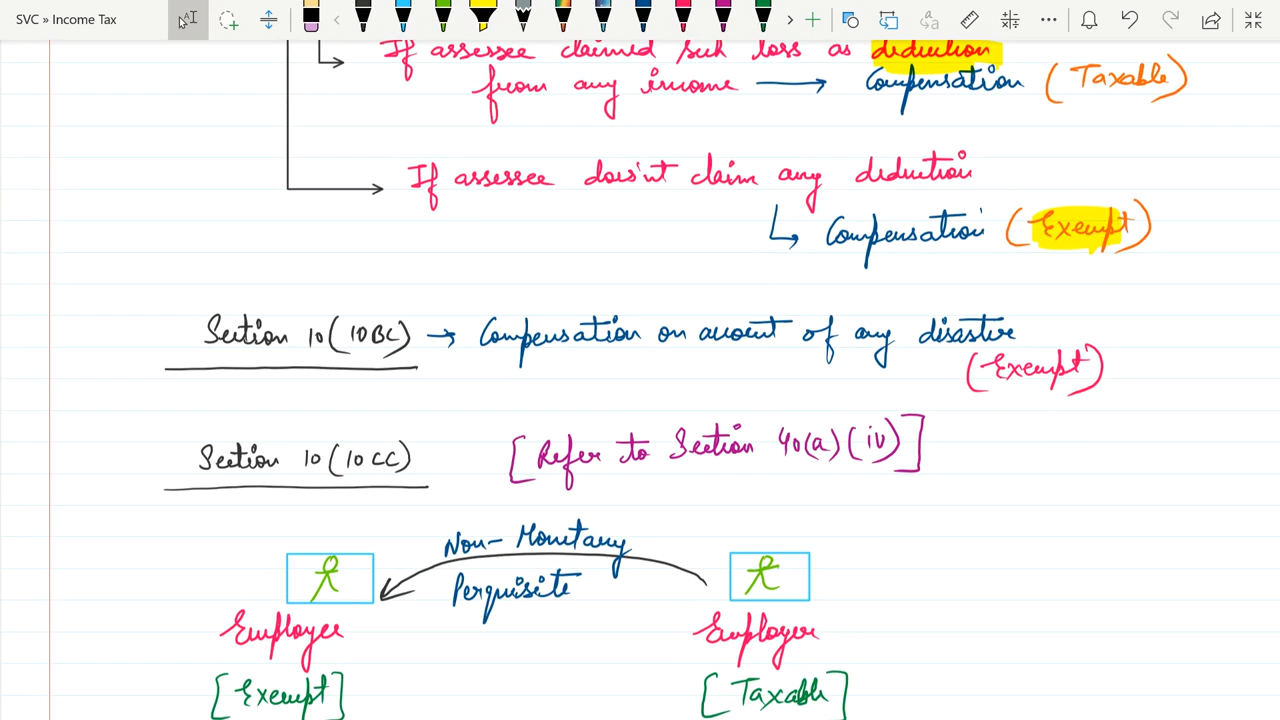 SVC » Income Tax
If assessee claimed such loss as deduction
from any income → Compensation (Taxable)
If assessee doesn't claim any deduction
↳ Compensation (Exempt)
Section 10(10BC) → Compensation on account of any disaster
(Exempt)
Section 10(10CC) [Refer to Section 40(a)(iv)]
Non-Monetary
Perquisite
Employee Employer
[Exempt] [Taxable]